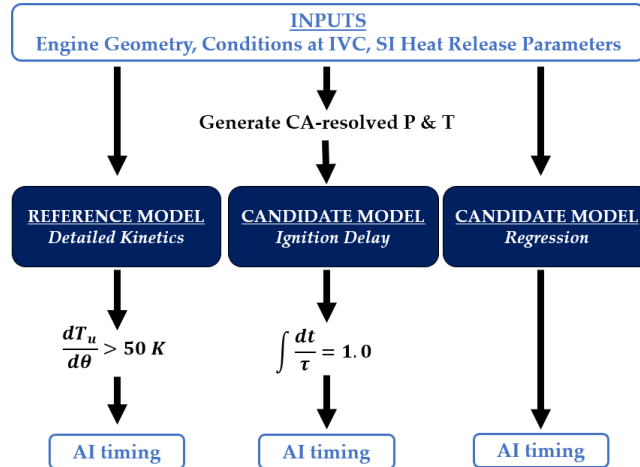 INPUTS
Engine Geometry, Conditions at IVC, SI Heat Release Parameters
Generate CA-resolved P & T
REFERENCE MODEL
Detailed Kinetics
CANDIDATE MODEL
Ignition Delay
CANDIDATE MODEL
Regression
dT_u/dθ > 50 K
∫ dt/τ = 1.0
AI timing
AI timing
AI timing